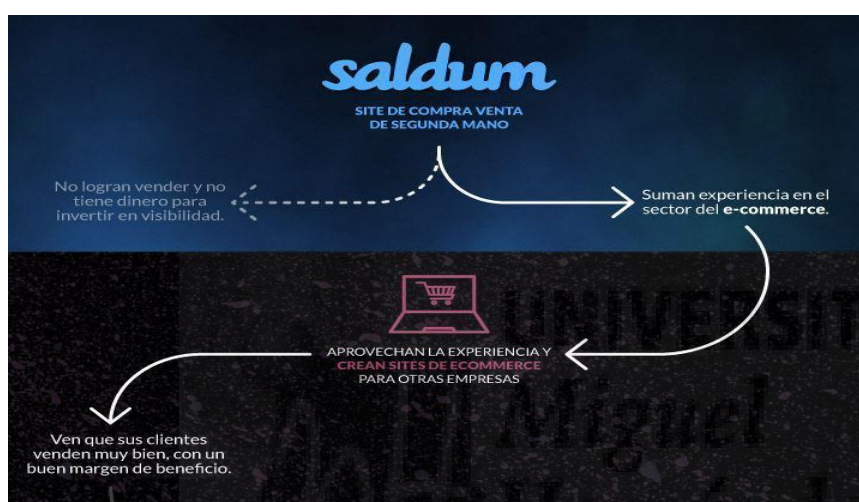 saldum
SITE DE COMPRA VENTA
DE SEGUNDA MANO
No logran vender y no
tiene dinero para
invertir en visibilidad.
Suman experiencia en el
sector del e-commerce.
UNIVERSIT
APROVECHAN LA EXPERIENCIA Y
CREAN SITES DE ECOMMERCE
PARA OTRAS EMPRESAS
Miguel
Ven que sus clientes
venden muy bien, con un
buen margen de beneficio.